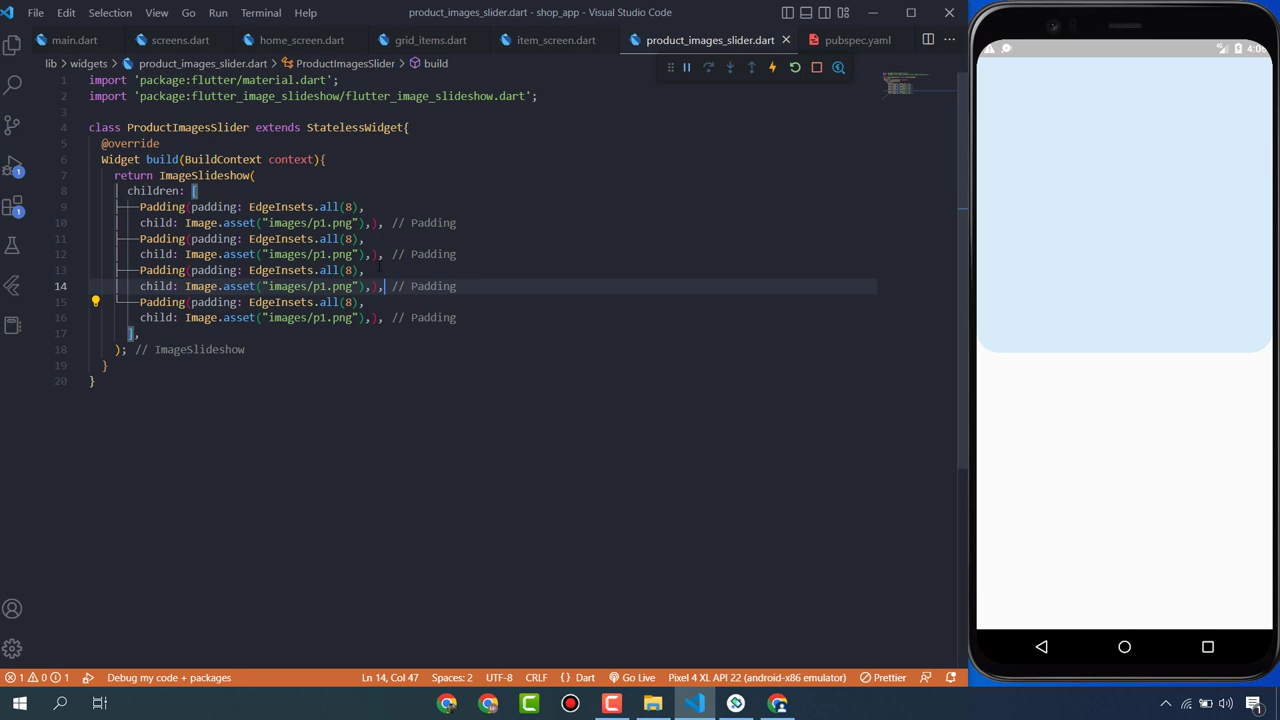 File Edit Selection View Go Run Terminal Help product_images_slider.dart - shop_app - Visual Studio Code
main.dart screens.dart home_screen.dart grid_items.dart item_screen.dart product_images_slider.dart pubspec.yaml
lib > widgets > product_images_slider.dart > ProductImagesSlider > build
1 import 'package:flutter/material.dart';
2 import 'package:flutter_image_slideshow/flutter_image_slideshow.dart';
3
4 class ProductImagesSlider extends StatelessWidget{
5 @override
6 Widget build(BuildContext context){
7 return ImageSlideshow(
8 children: [
9 Padding(padding: EdgeInsets.all(8),
10 child: Image.asset("images/p1.png"),), // Padding
11 Padding(padding: EdgeInsets.all(8),
12 child: Image.asset("images/p1.png"),), // Padding
13 Padding(padding: EdgeInsets.all(8),
14 child: Image.asset("images/p1.png"),), // Padding
15 Padding(padding: EdgeInsets.all(8),
16 child: Image.asset("images/p1.png"),), // Padding
17 ],
18 ); // ImageSlideshow
19 }
20 }
1
1
1 0 1 Debug my code + packages Ln 14, Col 47 Spaces: 2 UTF-8 CRLF {} Dart Go Live Pixel 4 XL API 22 (android-x86 emulator) Prettier
1